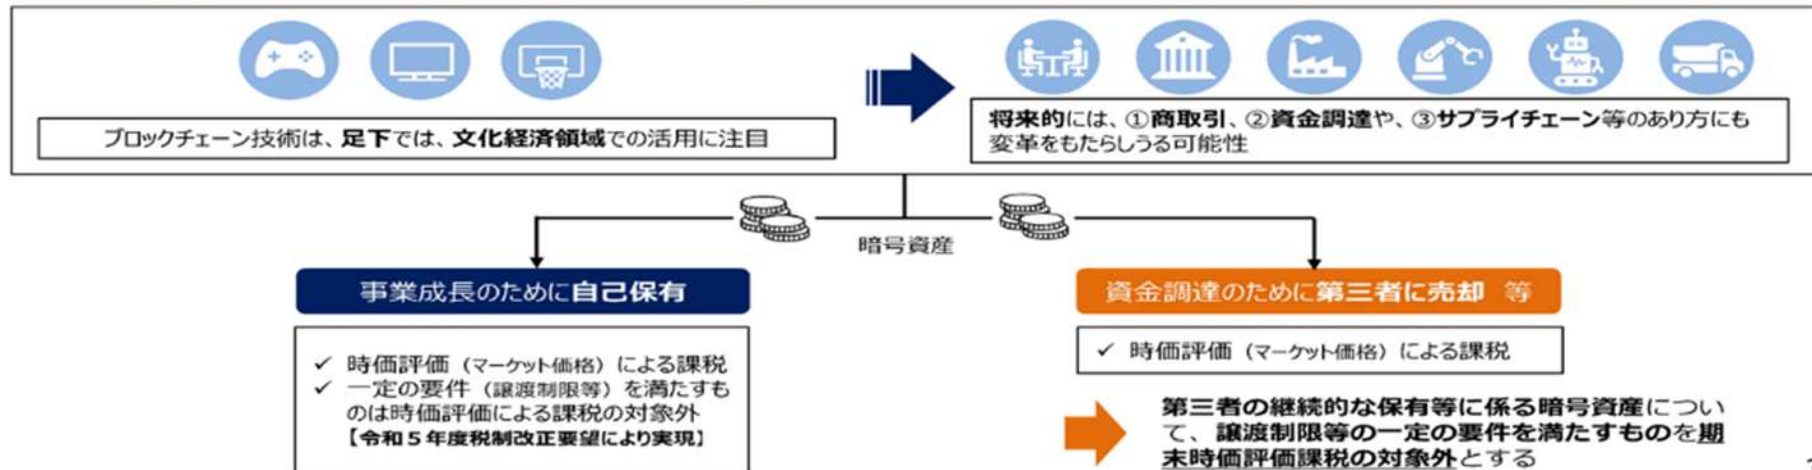 ブロックチェーン技術は、足下では、文化経済領域での活用に注目
将来的には、①商取引、②資金調達や、③サプライチェーン等のあり方にも
変革をもたらしうる可能性
暗号資産
事業成長のために自己保有
✓ 時価評価（マーケット価格）による課税
✓ 一定の要件（譲渡制限等）を満たすも
のは時価評価による課税の対象外
【令和5年度税制改正要望により実現】
資金調達のために第三者に売却 等
✓ 時価評価（マーケット価格）による課税
第三者の継続的な保有等に係る暗号資産につい
て、譲渡制限等の一定の要件を満たすものを期
末時価評価課税の対象外とする